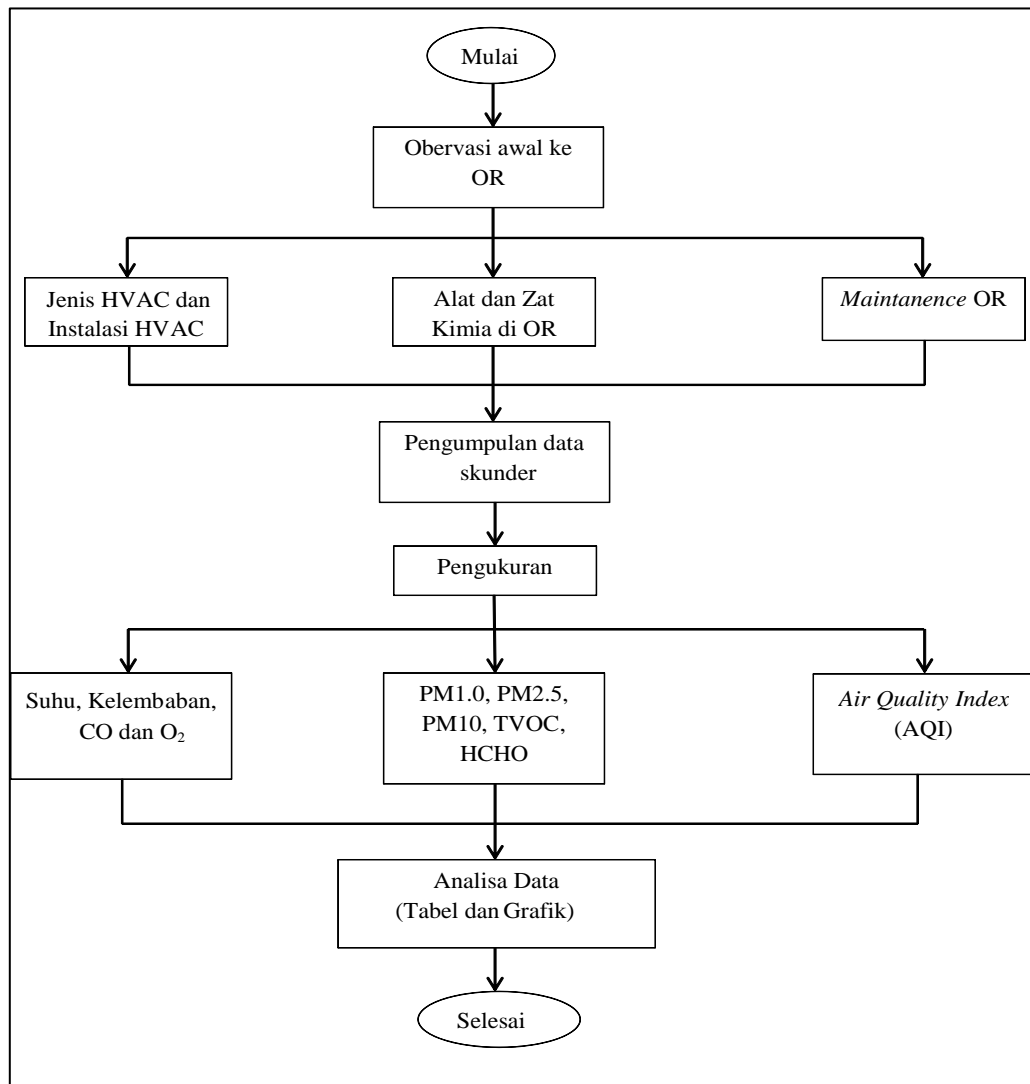 Mulai
Obervasi awal ke
OR
Jenis HVAC dan
Instalasi HVAC
Alat dan Zat
Kimia di OR
Maintanence OR
Pengumpulan data
skunder
Pengukuran
Suhu, Kelembaban,
CO dan O₂
PM1.0, PM2.5,
PM10, TVOC,
HCHO
Air Quality Index
(AQI)
Analisa Data
(Tabel dan Grafik)
Selesai